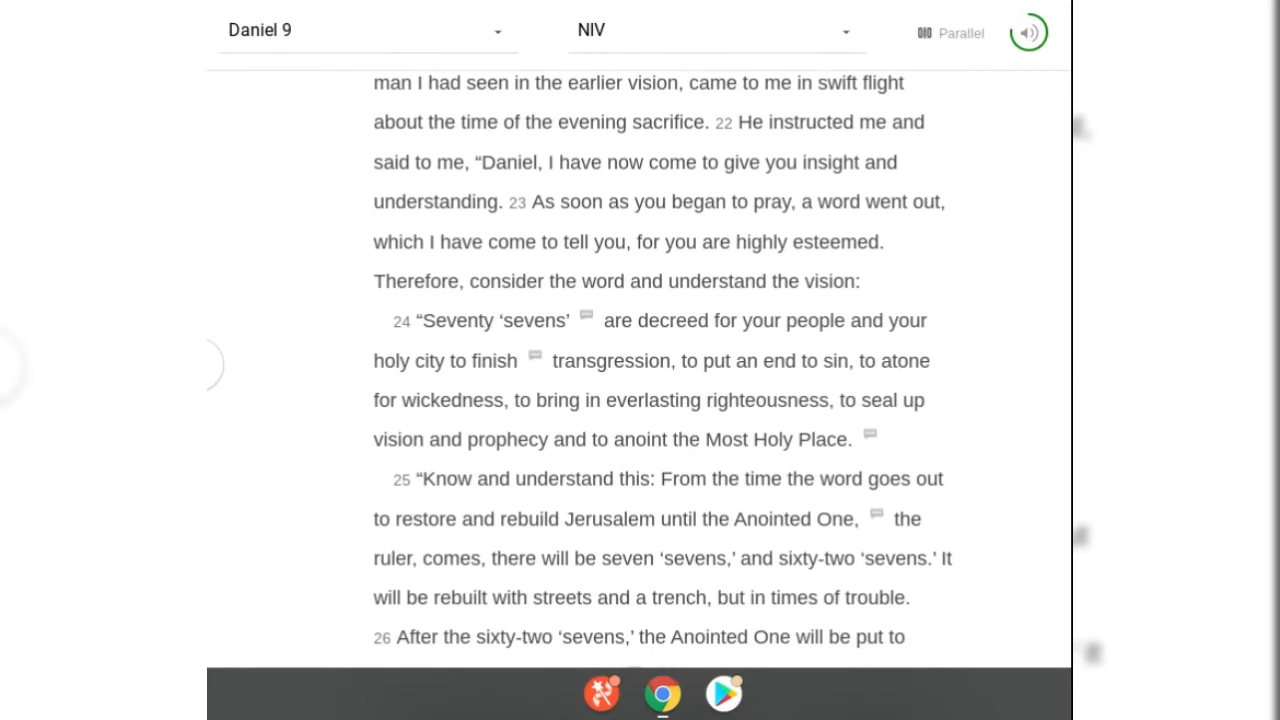 Daniel 9 NIV Parallel
man I had seen in the earlier vision, came to me in swift flight
about the time of the evening sacrifice. 22 He instructed me and
said to me, “Daniel, I have now come to give you insight and
understanding. 23 As soon as you began to pray, a word went out,
which I have come to tell you, for you are highly esteemed.
Therefore, consider the word and understand the vision:
24 “Seventy ‘sevens’ are decreed for your people and your
holy city to finish transgression, to put an end to sin, to atone
for wickedness, to bring in everlasting righteousness, to seal up
vision and prophecy and to anoint the Most Holy Place.
25 “Know and understand this: From the time the word goes out
to restore and rebuild Jerusalem until the Anointed One, the
ruler, comes, there will be seven ‘sevens,’ and sixty-two ‘sevens.’ It
will be rebuilt with streets and a trench, but in times of trouble.
26 After the sixty-two ‘sevens,’ the Anointed One will be put to